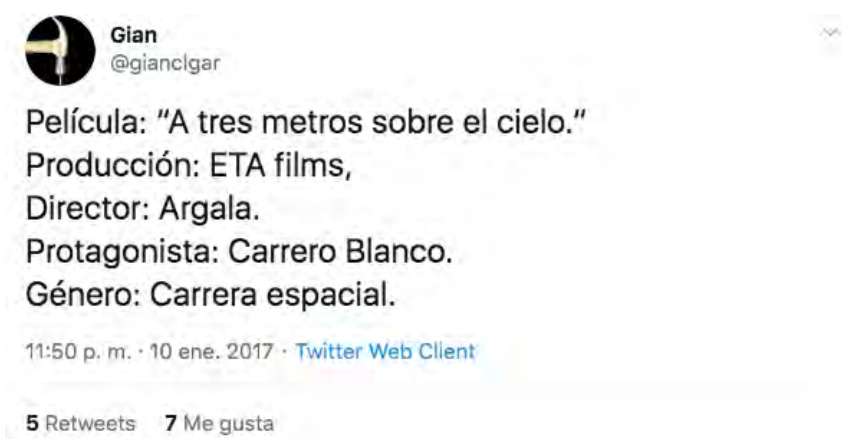 Gian
@gianclgar
Película: "A tres metros sobre el cielo."
Producción: ETA films,
Director: Argala.
Protagonista: Carrero Blanco.
Género: Carrera espacial.
11:50 p. m. · 10 ene. 2017 · Twitter Web Client
5 Retweets 7 Me gusta